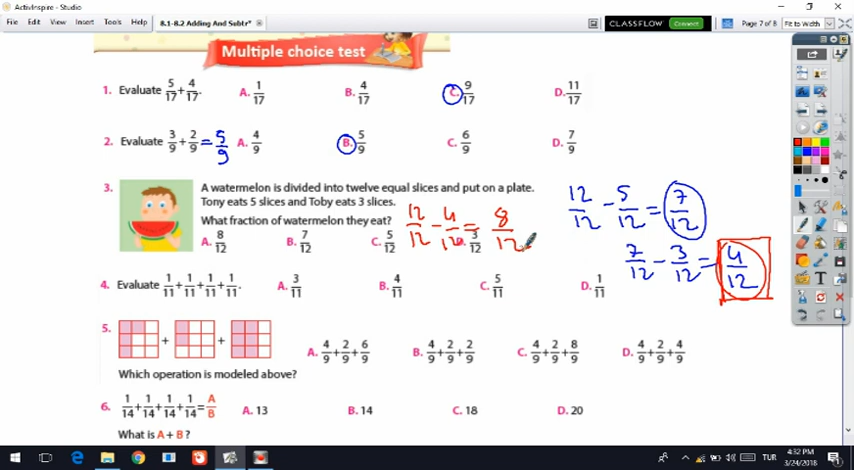 ActivInspire - Studio
File Edit View Insert Tools Help 8.1-8.2 Adding And Subtr* CLASSFLOW Connect Page 7 of 8 Fit to Width
Multiple choice test
1. Evaluate 5/17 + 4/17. A. 1/17 B. 4/17 C. 9/17 D. 11/17
2. Evaluate 3/9 + 2/9 = 5/9 A. 4/9 B. 5/9 C. 6/9 D. 7/9
3. A watermelon is divided into twelve equal slices and put on a plate.
Tony eats 5 slices and Toby eats 3 slices.
What fraction of watermelon they eat?
A. 8/12 B. 7/12 C. 5/12 3/12
12/12 - 4/12 = 8/12
12/12 - 5/12 = 7/12
7/12 - 3/12 = 4/12
4. Evaluate 1/11 + 1/11 + 1/11 + 1/11. A. 3/11 B. 4/11 C. 5/11 D. 1/11
5. + +
A. 4/9 + 2/9 + 6/9 B. 4/9 + 2/9 + 2/9 C. 4/9 + 2/9 + 8/9 D. 4/9 + 2/9 + 4/9
Which operation is modeled above?
6. 1/14 + 1/14 + 1/14 + 1/14 = A/B A. 13 B. 14 C. 18 D. 20
What is A + B ?
TUR 4:32 PM
3/24/2018